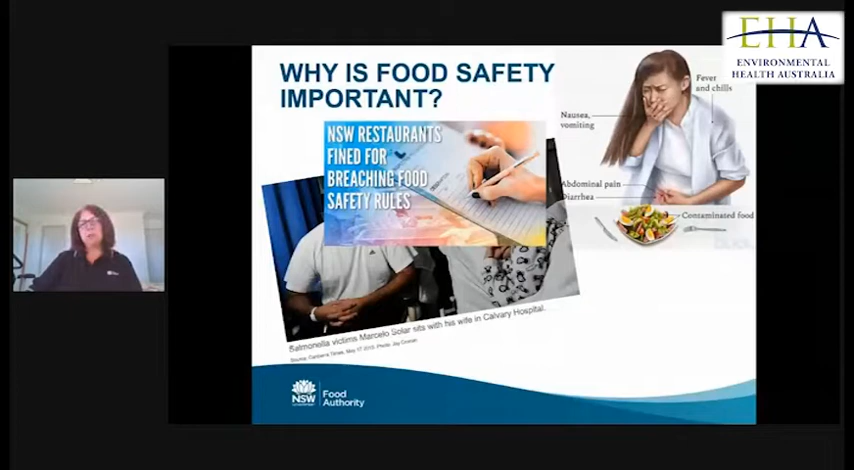 EHA
ENVIRONMENTAL
HEALTH AUSTRALIA
WHY IS FOOD SAFETY
IMPORTANT?
Fever
and chills
Nausea,
vomiting
NSW RESTAURANTS
FINED FOR
BREACHING FOOD
SAFETY RULES
Abdominal pain
Diarrhea
Contaminated food
Salmonella victims Marcelo Solar sits with his wife in Calvary Hospital.
Source: Canberra Times, May 17 Photo: Jay Cronan
NSW
Food
Authority